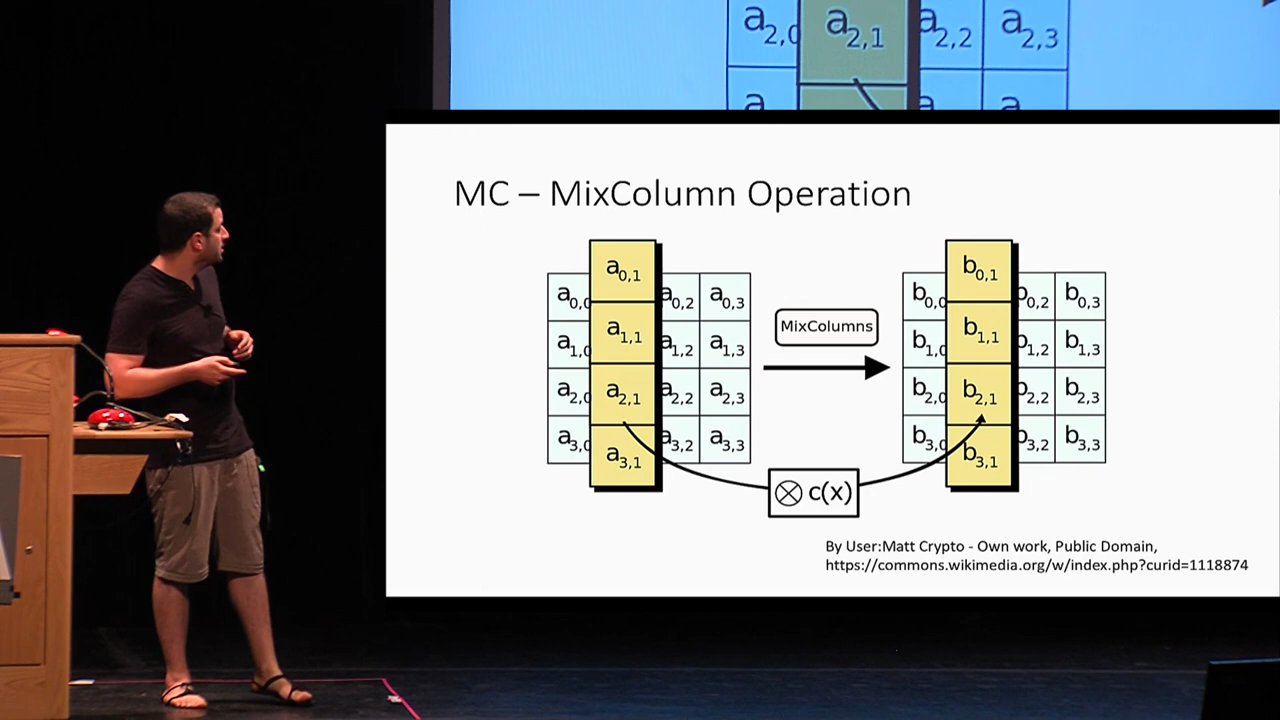 a2,0 a2,1 a2,2 a2,3
MC – MixColumn Operation
a0,0 a0,1 a0,2 a0,3
a1,0 a1,1 a1,2 a1,3
a2,0 a2,1 a2,2 a2,3
a3,0 a3,1 a3,2 a3,3
MixColumns
⊗ c(x)
b0,0 b0,1 b0,2 b0,3
b1,0 b1,1 b1,2 b1,3
b2,0 b2,1 b2,2 b2,3
b3,0 b3,1 b3,2 b3,3
By User:Matt Crypto - Own work, Public Domain,
https://commons.wikimedia.org/w/index.php?curid=1118874